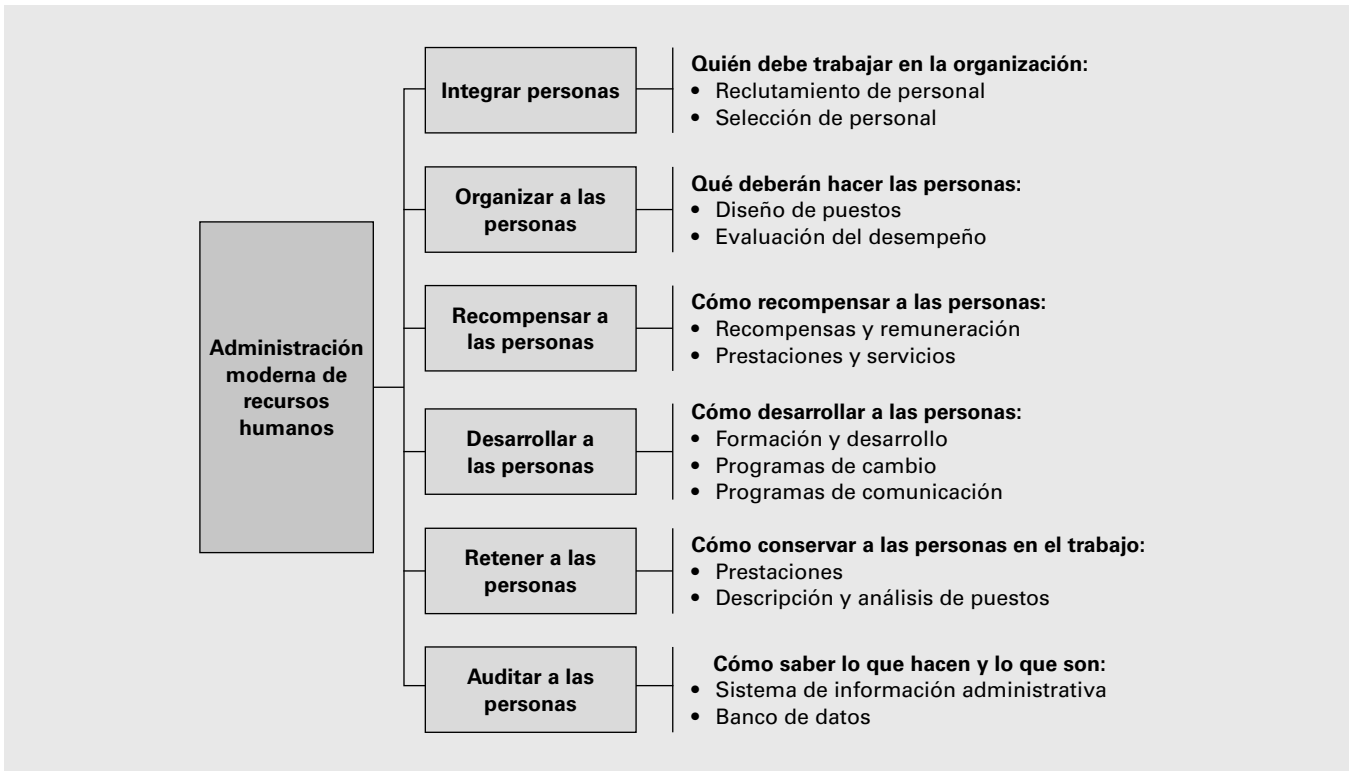 Administración
moderna de
recursos
humanos
Integrar personas
Quién debe trabajar en la organización:
• Reclutamiento de personal
• Selección de personal
Organizar a las
personas
Qué deberán hacer las personas:
• Diseño de puestos
• Evaluación del desempeño
Recompensar a
las personas
Cómo recompensar a las personas:
• Recompensas y remuneración
• Prestaciones y servicios
Desarrollar a
las personas
Cómo desarrollar a las personas:
• Formación y desarrollo
• Programas de cambio
• Programas de comunicación
Retener a las
personas
Cómo conservar a las personas en el trabajo:
• Prestaciones
• Descripción y análisis de puestos
Auditar a las
personas
Cómo saber lo que hacen y lo que son:
• Sistema de información administrativa
• Banco de datos